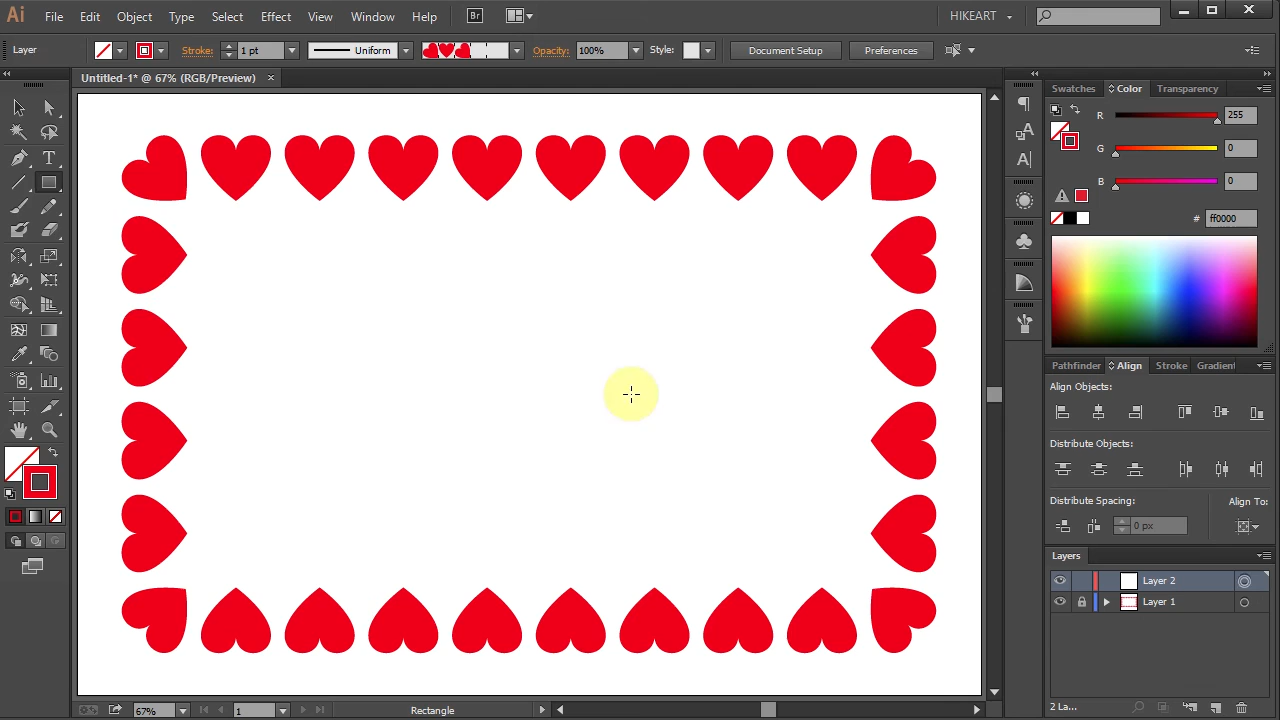 Ai File Edit Object Type Select Effect View Window Help Br HIKEART
Layer Stroke: 1 pt Uniform Opacity: 100% Style: Document Setup Preferences
Untitled-1* @ 67% (RGB/Preview) ×
Swatches Color Transparency
R 255
G 0
B 0
# ff0000
Pathfinder Align Stroke Gradient
Align Objects:
Distribute Objects:
Distribute Spacing: Align To:
0 px
Layers
Layer 2
Layer 1
2 La...
67% 1 Rectangle